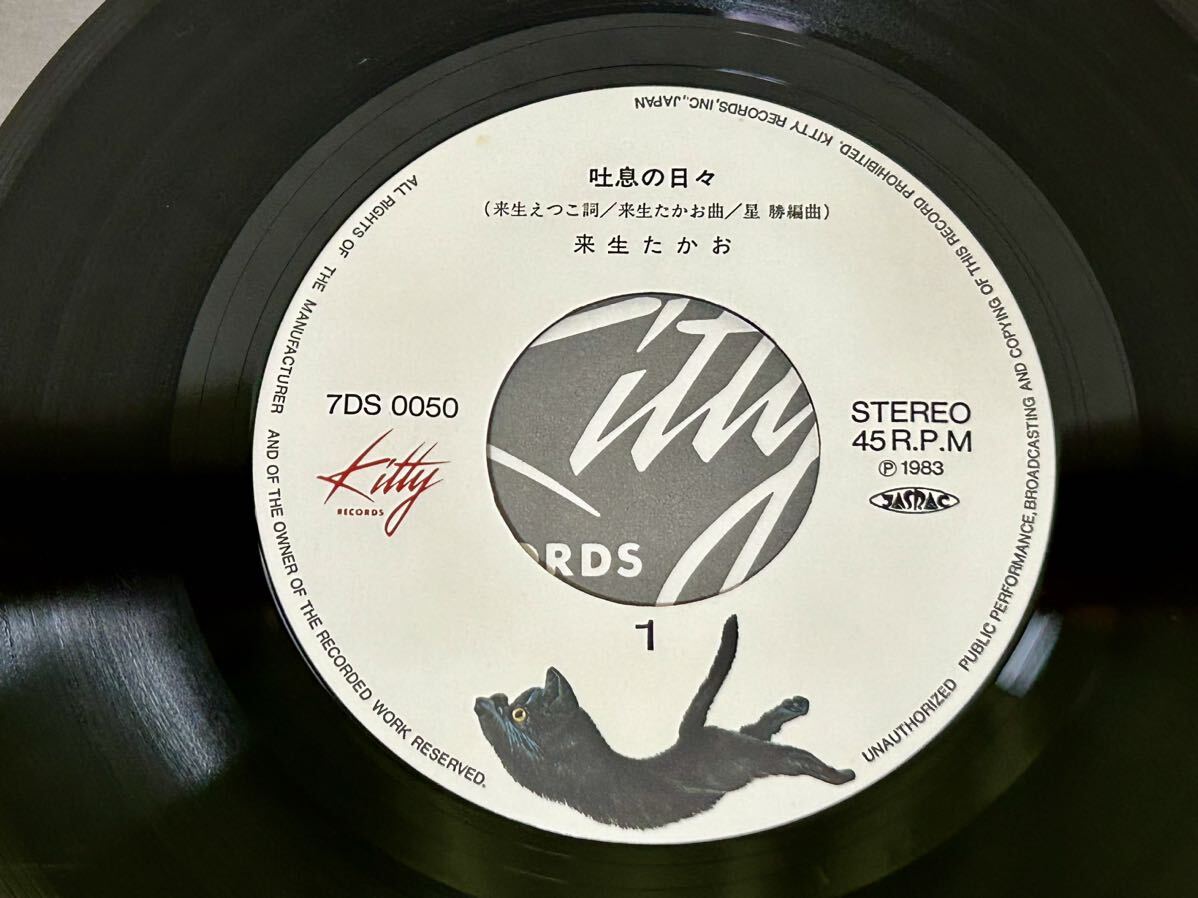 吐息の日々
(来生えつこ詞/来生たかお曲/星 勝編曲)
来生たかお
7DS 0050
Kitty
RECORDS
STEREO
45 R.P.M
Ⓟ 1983
JASRAC
Kitty
ORDS
1
ALL RIGHTS OF THE MANUFACTURER AND OF THE OWNER OF THE RECORDED WORK RESERVED.
UNAUTHORIZED PUBLIC PERFORMANCE, BROADCASTING AND COPYING OF THIS RECORD PROHIBITED. KITTY RECORDS, INC., JAPAN